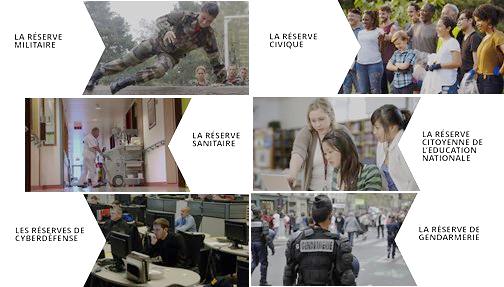 LA RÉSERVE
MILITAIRE
LA RÉSERVE
CIVIQUE
LA RÉSERVE
SANITAIRE
LA RÉSERVE
CITOYENNE DE
L'EDUCATION
NATIONALE
LES RÉSERVES DE
CYBERDÉFENSE
LA RÉSERVE DE
GENDARMERIE
GENDARMERIE